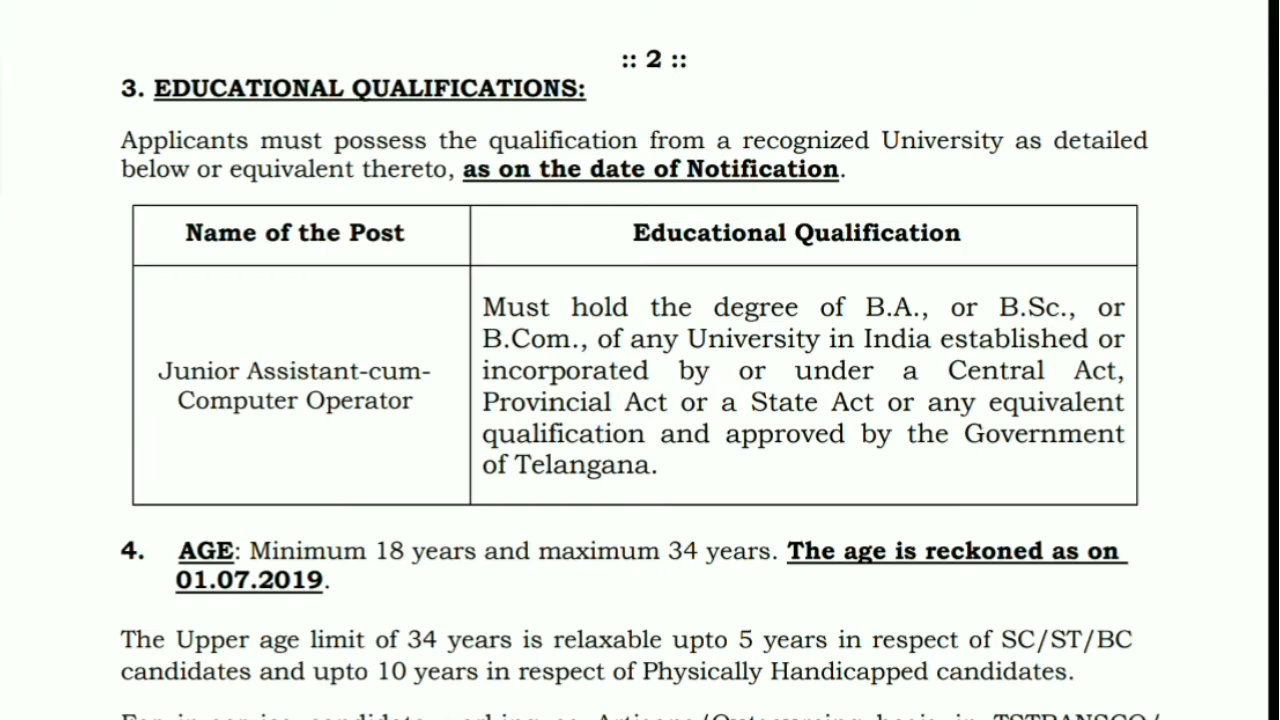 :: 2 ::
3. EDUCATIONAL QUALIFICATIONS:
Applicants must possess the qualification from a recognized University as detailed
below or equivalent thereto, as on the date of Notification.
Name of the Post
Educational Qualification
Junior Assistant-cum-
Computer Operator
Must hold the degree of B.A., or B.Sc., or
B.Com., of any University in India established or
incorporated by or under a Central Act,
Provincial Act or a State Act or any equivalent
qualification and approved by the Government
of Telangana.
4. AGE: Minimum 18 years and maximum 34 years. The age is reckoned as on
01.07.2019.
The Upper age limit of 34 years is relaxable upto 5 years in respect of SC/ST/BC
candidates and upto 10 years in respect of Physically Handicapped candidates.